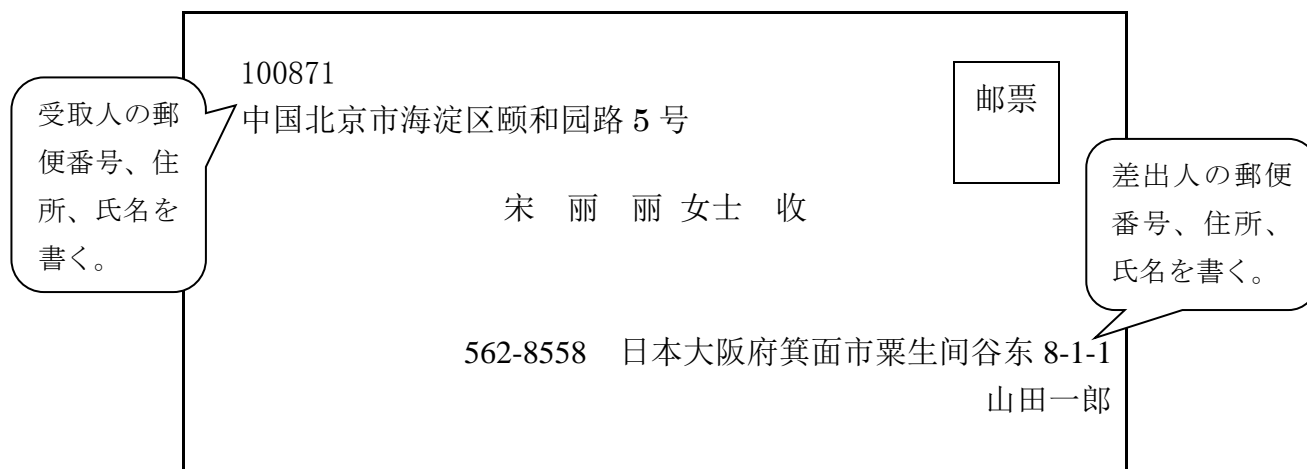 100871
中国北京市海淀区颐和园路 5 号
邮票
受取人の郵
便番号、住
所、氏名を
書く。
宋　丽　丽 女士　收
差出人の郵便
番号、住所、
氏名を書く。
562-8558　日本大阪府箕面市粟生间谷东 8-1-1
山田一郎